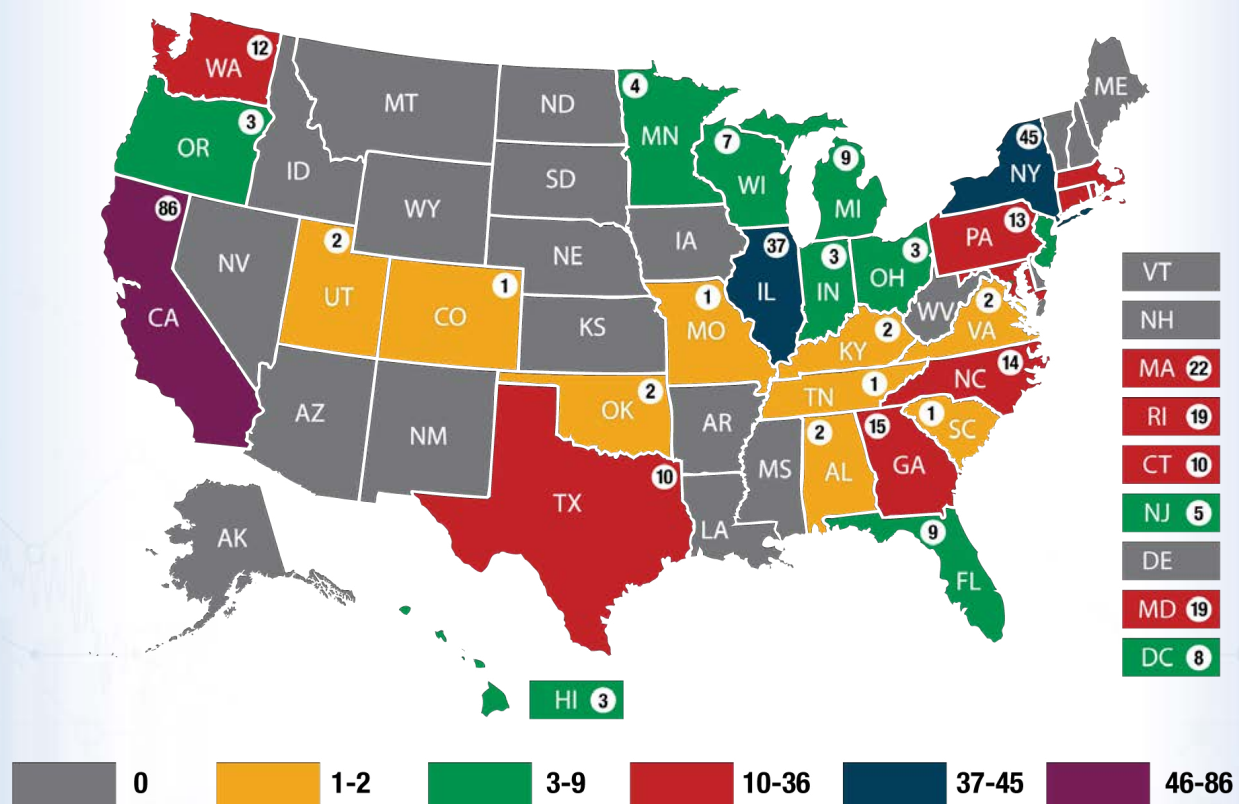 WA 12
OR 3
CA 86
ID
NV
MT
WY
UT 2
CO 1
AZ
NM
ND
SD
NE
KS
OK 2
TX 10
MN 4
IA
MO 1
AR
LA
WI 7
IL 37
MI 9
IN 3
OH 3
KY 2
TN 1
MS
AL 2
GA 15
FL 9
SC 1
NC 14
VA 2
WV
PA 13
NY 45
ME
AK
HI 3
VT
NH
MA 22
RI 19
CT 10
NJ 5
DE
MD 19
DC 8
0
1-2
3-9
10-36
37-45
46-86